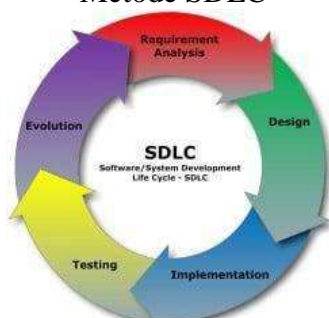 Metode SDLC
Requirement
Analysis
Design
Implementation
Testing
Evolution
SDLC
Software/System Development
Life Cycle - SDLC